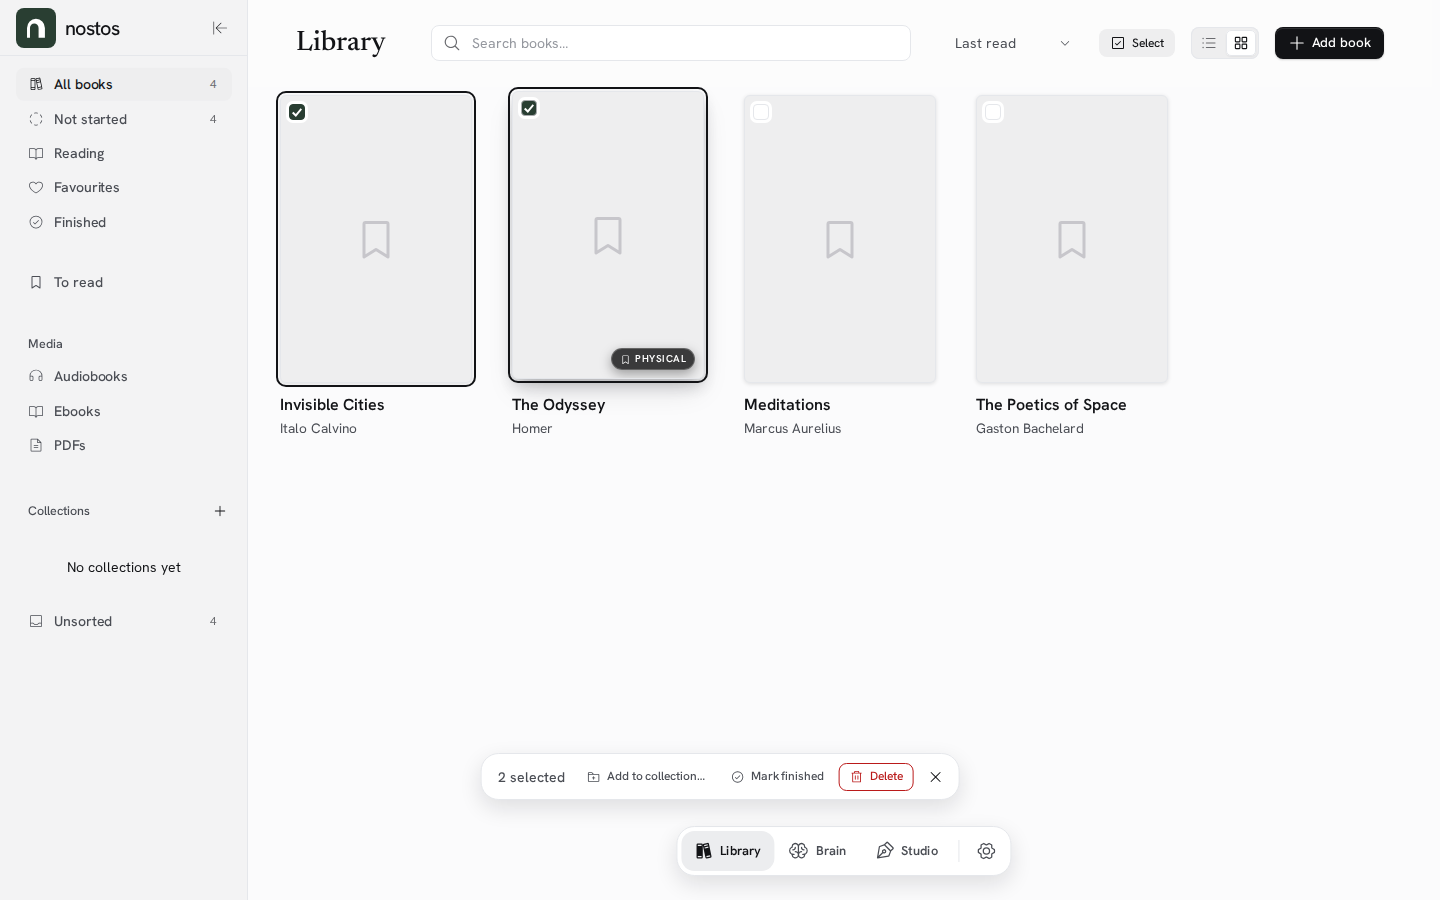 nostos
All books 4
Not started 4
Reading
Favourites
Finished
To read
Media
Audiobooks
Ebooks
PDFs
Collections
No collections yet
Unsorted 4
Library
Search books...
Last read
Select
Add book
PHYSICAL
Invisible Cities
Italo Calvino
The Odyssey
Homer
Meditations
Marcus Aurelius
The Poetics of Space
Gaston Bachelard
2 selected
Add to collection...
Mark finished
Delete
Library
Brain
Studio